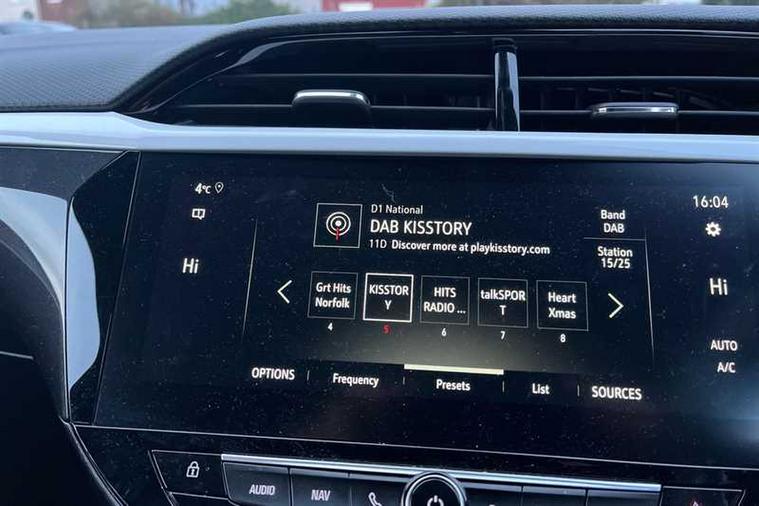 4°C
16:04
D1 National
DAB KISSTORY
11D Discover more at playkisstory.com
Band
DAB
Station
15/25
Hi
Hi
Grt Hits
Norfolk
KISSTOR
Y
HITS
RADIO ...
talkSPOR
T
Heart
Xmas
4
5
6
7
8
AUTO
A/C
OPTIONS
Frequency
Presets
List
SOURCES
AUDIO
NAV